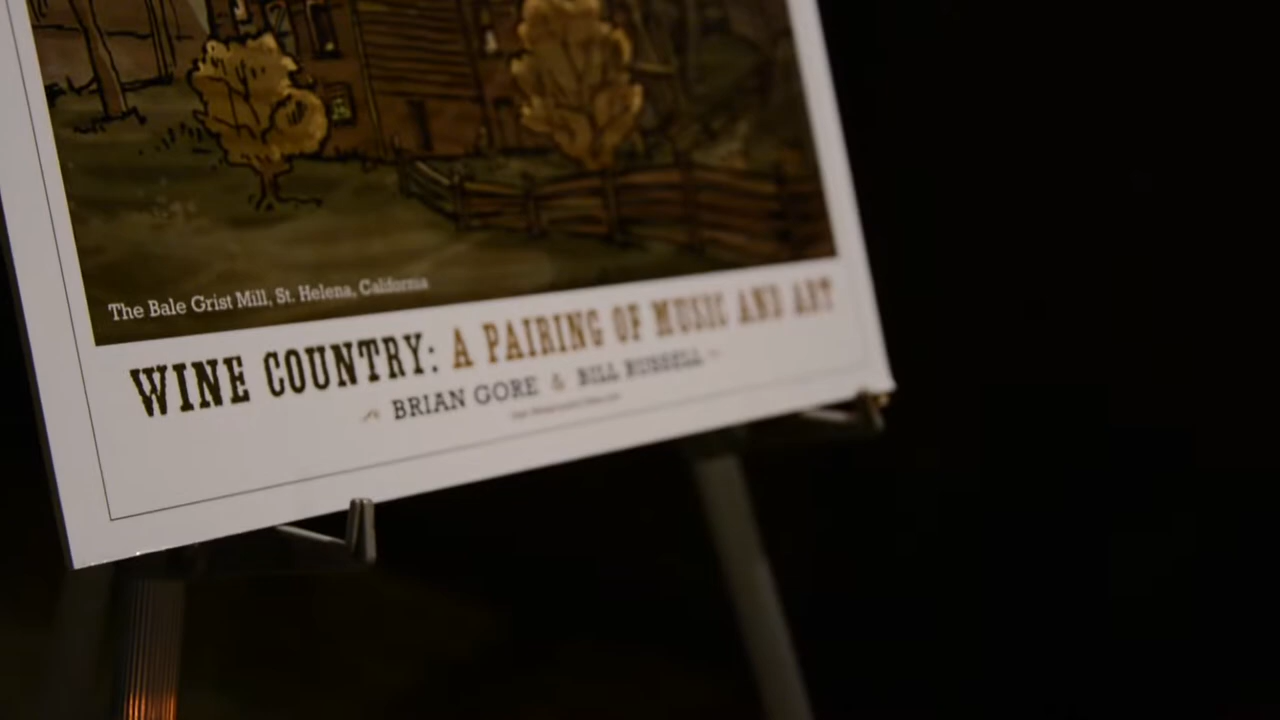 The Bale Grist Mill, St. Helena, California
WINE COUNTRY: A PAIRING OF MUSIC AND ART
BRIAN GORE & BILL RUSSELL